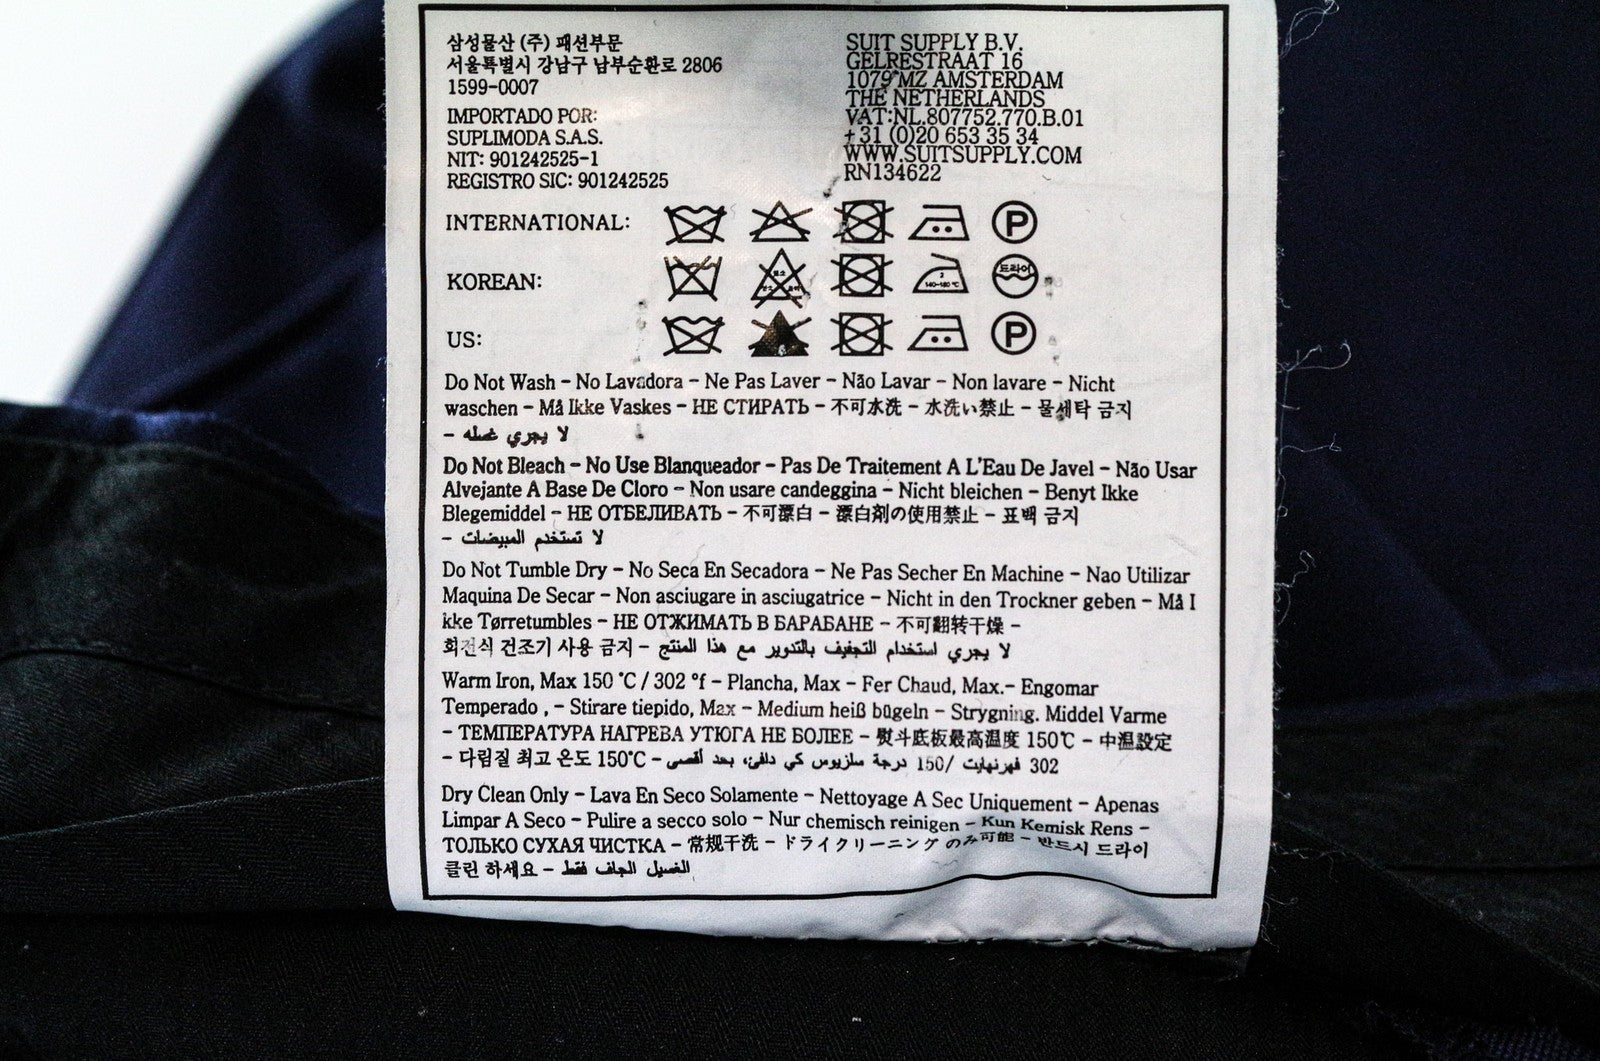 삼성물산 (주) 패션부문
서울특별시 강남구 남부순환로 2806
1599-0007
IMPORTADO POR:
SUPLIMODA S.A.S.
NIT: 901242525-1
REGISTRO SIC: 901242525
SUIT SUPPLY B.V.
GELRESTRAAT 16
1079 MZ AMSTERDAM
THE NETHERLANDS
VAT:NL.807752.770.B.01
+31 (0)20 653 35 34
WWW.SUITSUPPLY.COM
RN134622
INTERNATIONAL:
P
KOREAN:
드라이
US:
P
Do Not Wash - No Lavadora - Ne Pas Laver - Não Lavar - Non lavare - Nicht
waschen - Må Ikke Vaskes - НЕ СТИРАТЬ - 不可水洗 - 水洗い禁止 - 물세탁 금지
- لا يجري غسله
Do Not Bleach - No Use Blanqueador - Pas De Traitement A L'Eau De Javel - Não Usar
Alvejante A Base De Cloro - Non usare candeggina - Nicht bleichen - Benyt Ikke
Blegemiddel - НЕ ОТБЕЛИВАТЬ - 不可漂白 - 漂白剤の使用禁止 - 표백 금지
- لا تستخدم المبيضات
Do Not Tumble Dry - No Seca En Secadora - Ne Pas Secher En Machine - Nao Utilizar
Maquina De Secar - Non asciugare in asciugatrice - Nicht in den Trockner geben - Må I
kke Tørretumbles - НЕ ОТЖИМАТЬ В БАРАБАНЕ - 不可翻转干燥 -
회전식 건조기 사용 금지 - لا يجري استخدام التجفيف بالتدوير مع هذا المنتج
Warm Iron, Max 150 °C / 302 °f - Plancha, Max - Fer Chaud, Max.- Engomar
Temperado , - Stirare tiepido, Max - Medium heiß bügeln - Strygning. Middel Varme
- ТЕМПЕРАТУРА НАГРЕВА УТЮГА НЕ БОЛЕЕ - 熨斗底板最高温度 150℃ - 中温設定
- 다림질 최고 온도 150°C - كي دافئ، بحد أقصى 150 درجة سلزيوس/ 302 فهرنهايت
Dry Clean Only - Lava En Seco Solamente - Nettoyage A Sec Uniquement - Apenas
Limpar A Seco - Pulire a secco solo - Nur chemisch reinigen - Kun Kemisk Rens -
ТОЛЬКО СУХАЯ ЧИСТКА - 常规干洗 - ドライクリーニング のみ可能 - 반드시 드라이
클린 하세요 - الغسيل الجاف فقط